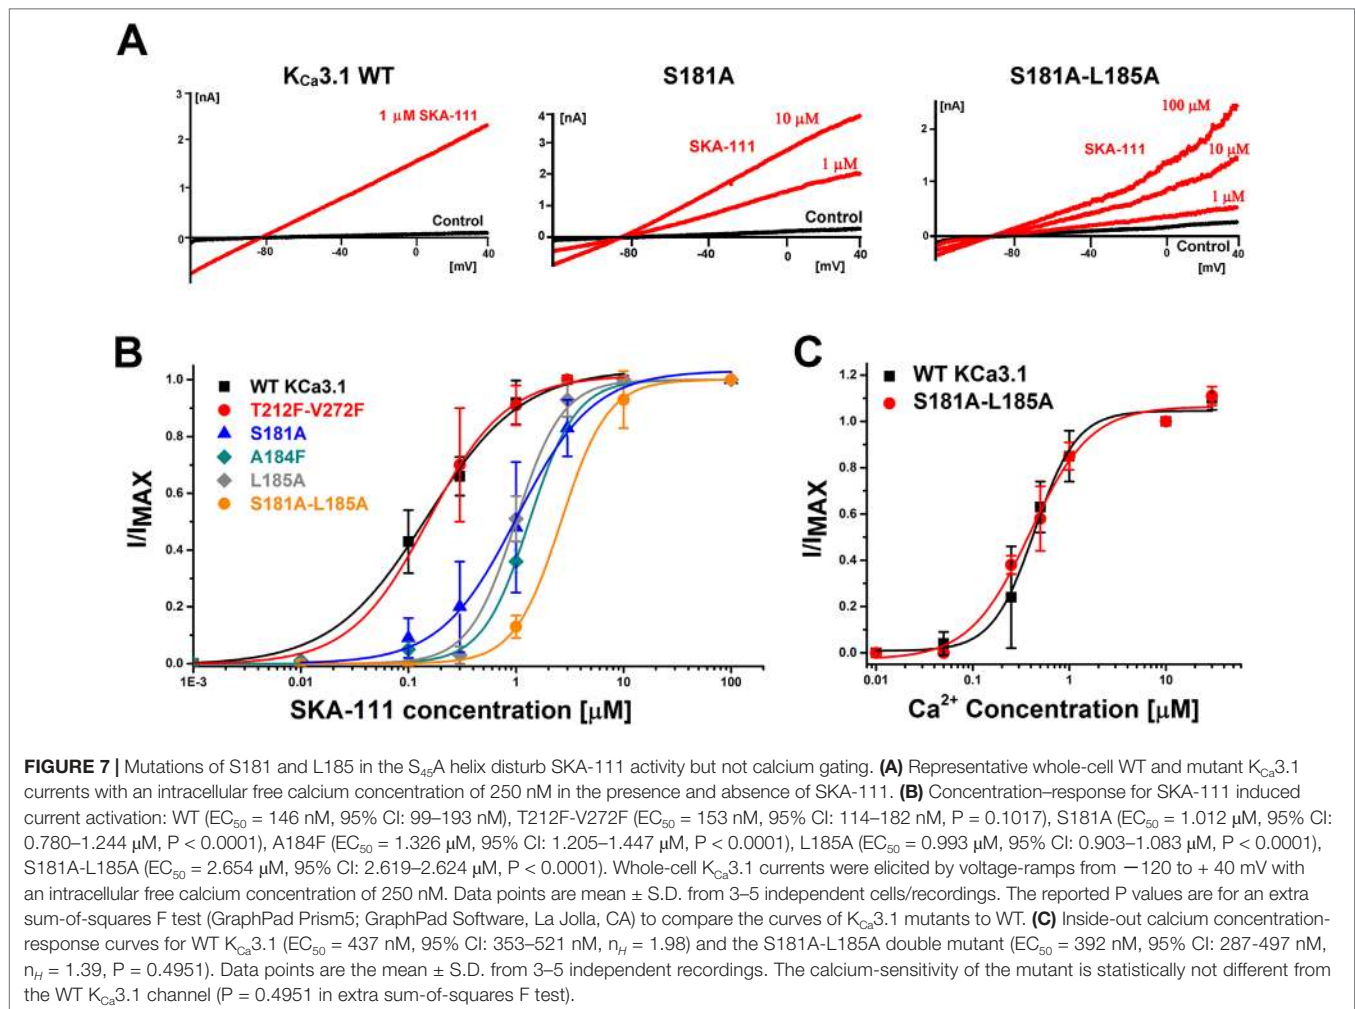 A
K_Ca3.1 WT
S181A
S181A-L185A
3
[nA]
2
1
0
1 µM SKA-111
Control
-80
-40
0
40
[mV]
4
[nA]
3
2
1
0
10 µM
SKA-111
1 µM
Control
-80
-40
0
40
[mV]
[nA]
2
1
0
100 µM
SKA-111
10 µM
1 µM
Control
-80
-40
0
40
[mV]
B
I/I_MAX
1.0
0.8
0.6
0.4
0.2
0.0
WT KCa3.1
T212F-V272F
S181A
A184F
L185A
S181A-L185A
1E-3
0.01
0.1
1
10
100
SKA-111 concentration [µM]
C
I/I_MAX
1.2
1.0
0.8
0.6
0.4
0.2
0.0
WT KCa3.1
S181A-L185A
0.01
0.1
1
10
Ca²⁺ Concentration [µM]
FIGURE 7 | Mutations of S181 and L185 in the S₄₅A helix disturb SKA-111 activity but not calcium gating. (A) Representative whole-cell WT and mutant K_Ca3.1
currents with an intracellular free calcium concentration of 250 nM in the presence and absence of SKA-111. (B) Concentration–response for SKA-111 induced
current activation: WT (EC₅₀ = 146 nM, 95% CI: 99–193 nM), T212F-V272F (EC₅₀ = 153 nM, 95% CI: 114–182 nM, P = 0.1017), S181A (EC₅₀ = 1.012 µM, 95% CI:
0.780–1.244 µM, P < 0.0001), A184F (EC₅₀ = 1.326 µM, 95% CI: 1.205–1.447 µM, P < 0.0001), L185A (EC₅₀ = 0.993 µM, 95% CI: 0.903–1.083 µM, P < 0.0001),
S181A-L185A (EC₅₀ = 2.654 µM, 95% CI: 2.619–2.624 µM, P < 0.0001). Whole-cell K_Ca3.1 currents were elicited by voltage-ramps from −120 to + 40 mV with
an intracellular free calcium concentration of 250 nM. Data points are mean ± S.D. from 3–5 independent cells/recordings. The reported P values are for an extra
sum-of-squares F test (GraphPad Prism5; GraphPad Software, La Jolla, CA) to compare the curves of K_Ca3.1 mutants to WT. (C) Inside-out calcium concentration-
response curves for WT K_Ca3.1 (EC₅₀ = 437 nM, 95% CI: 353–521 nM, n_H = 1.98) and the S181A-L185A double mutant (EC₅₀ = 392 nM, 95% CI: 287-497 nM,
n_H = 1.39, P = 0.4951). Data points are the mean ± S.D. from 3–5 independent recordings. The calcium-sensitivity of the mutant is statistically not different from
the WT K_Ca3.1 channel (P = 0.4951 in extra sum-of-squares F test).